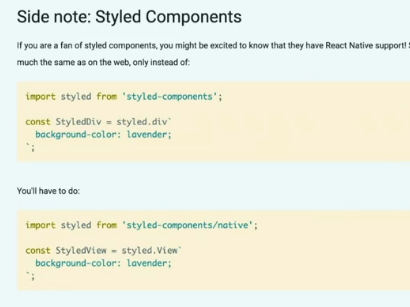 Side note: Styled Components
If you are a fan of styled components, you might be excited to know that they have React Native support!
much the same as on the web, only instead of:
import styled from 'styled-components';
const StyledDiv = styled.div`
background-color: lavender;
`;
You'll have to do:
import styled from 'styled-components/native';
const StyledView = styled.View`
background-color: lavender;
`;